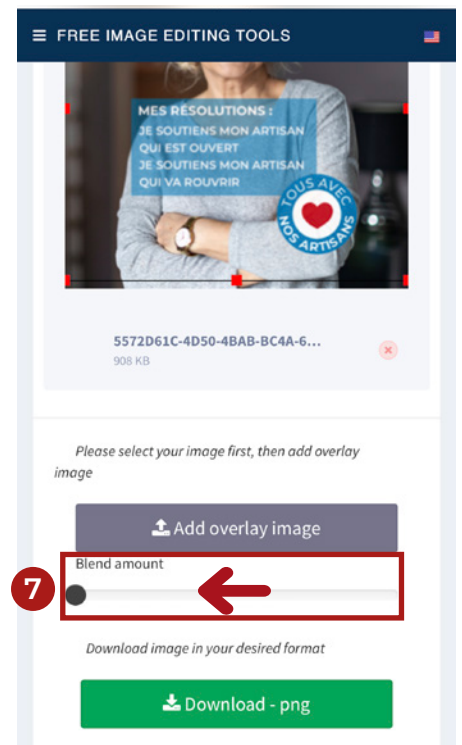 FREE IMAGE EDITING TOOLS
MES RÉSOLUTIONS :
JE SOUTIENS MON ARTISAN
QUI EST OUVERT
JE SOUTIENS MON ARTISAN
QUI VA ROUVRIR
TOUS AVEC
NOS ARTISANS
5572D61C-4D50-4BAB-BC4A-6...
908 KB
Please select your image first, then add overlay
image
Add overlay image
Blend amount
7
Download image in your desired format
Download - png